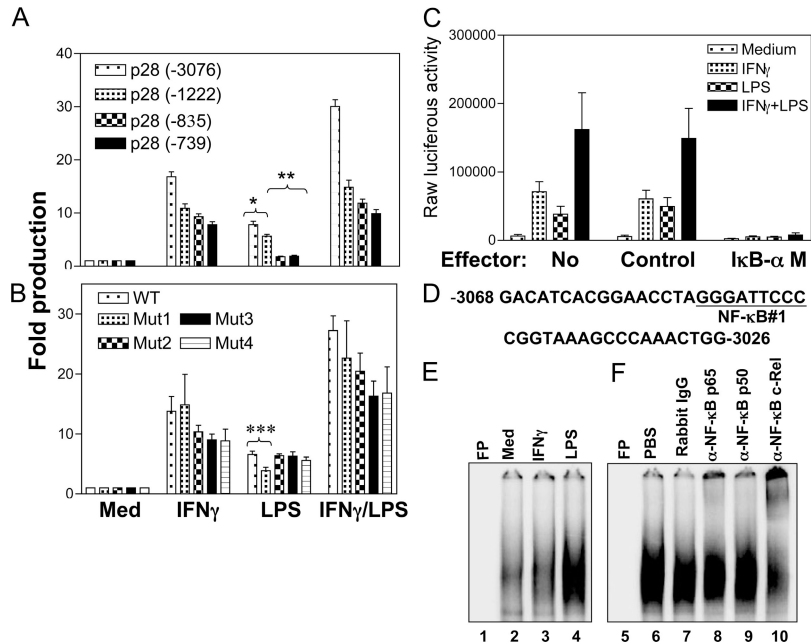 A
40
30
20
10
0
p28 (-3076)
p28 (-1222)
p28 (-835)
p28 (-739)
*
**
B
30
20
10
0
WT
Mut1
Mut3
Mut2
Mut4
***
Fold production
Med
IFNγ
LPS
IFNγ/LPS
C
Raw luciferous activity
300000
200000
100000
0
Medium
IFNγ
LPS
IFNγ+LPS
Effector:
No
Control
IκB-α M
D
-3068 GACATCACGGAACCTAGGGATTCCC
NF-κB#1
CGGTAAAGCCCAAACTGG-3026
E
FP
Med
IFNγ
LPS
1 2 3 4
F
FP
PBS
Rabbit IgG
α-NF-κB p65
α-NF-κB p50
α-NF-κB c-Rel
5 6 7 8 9 10